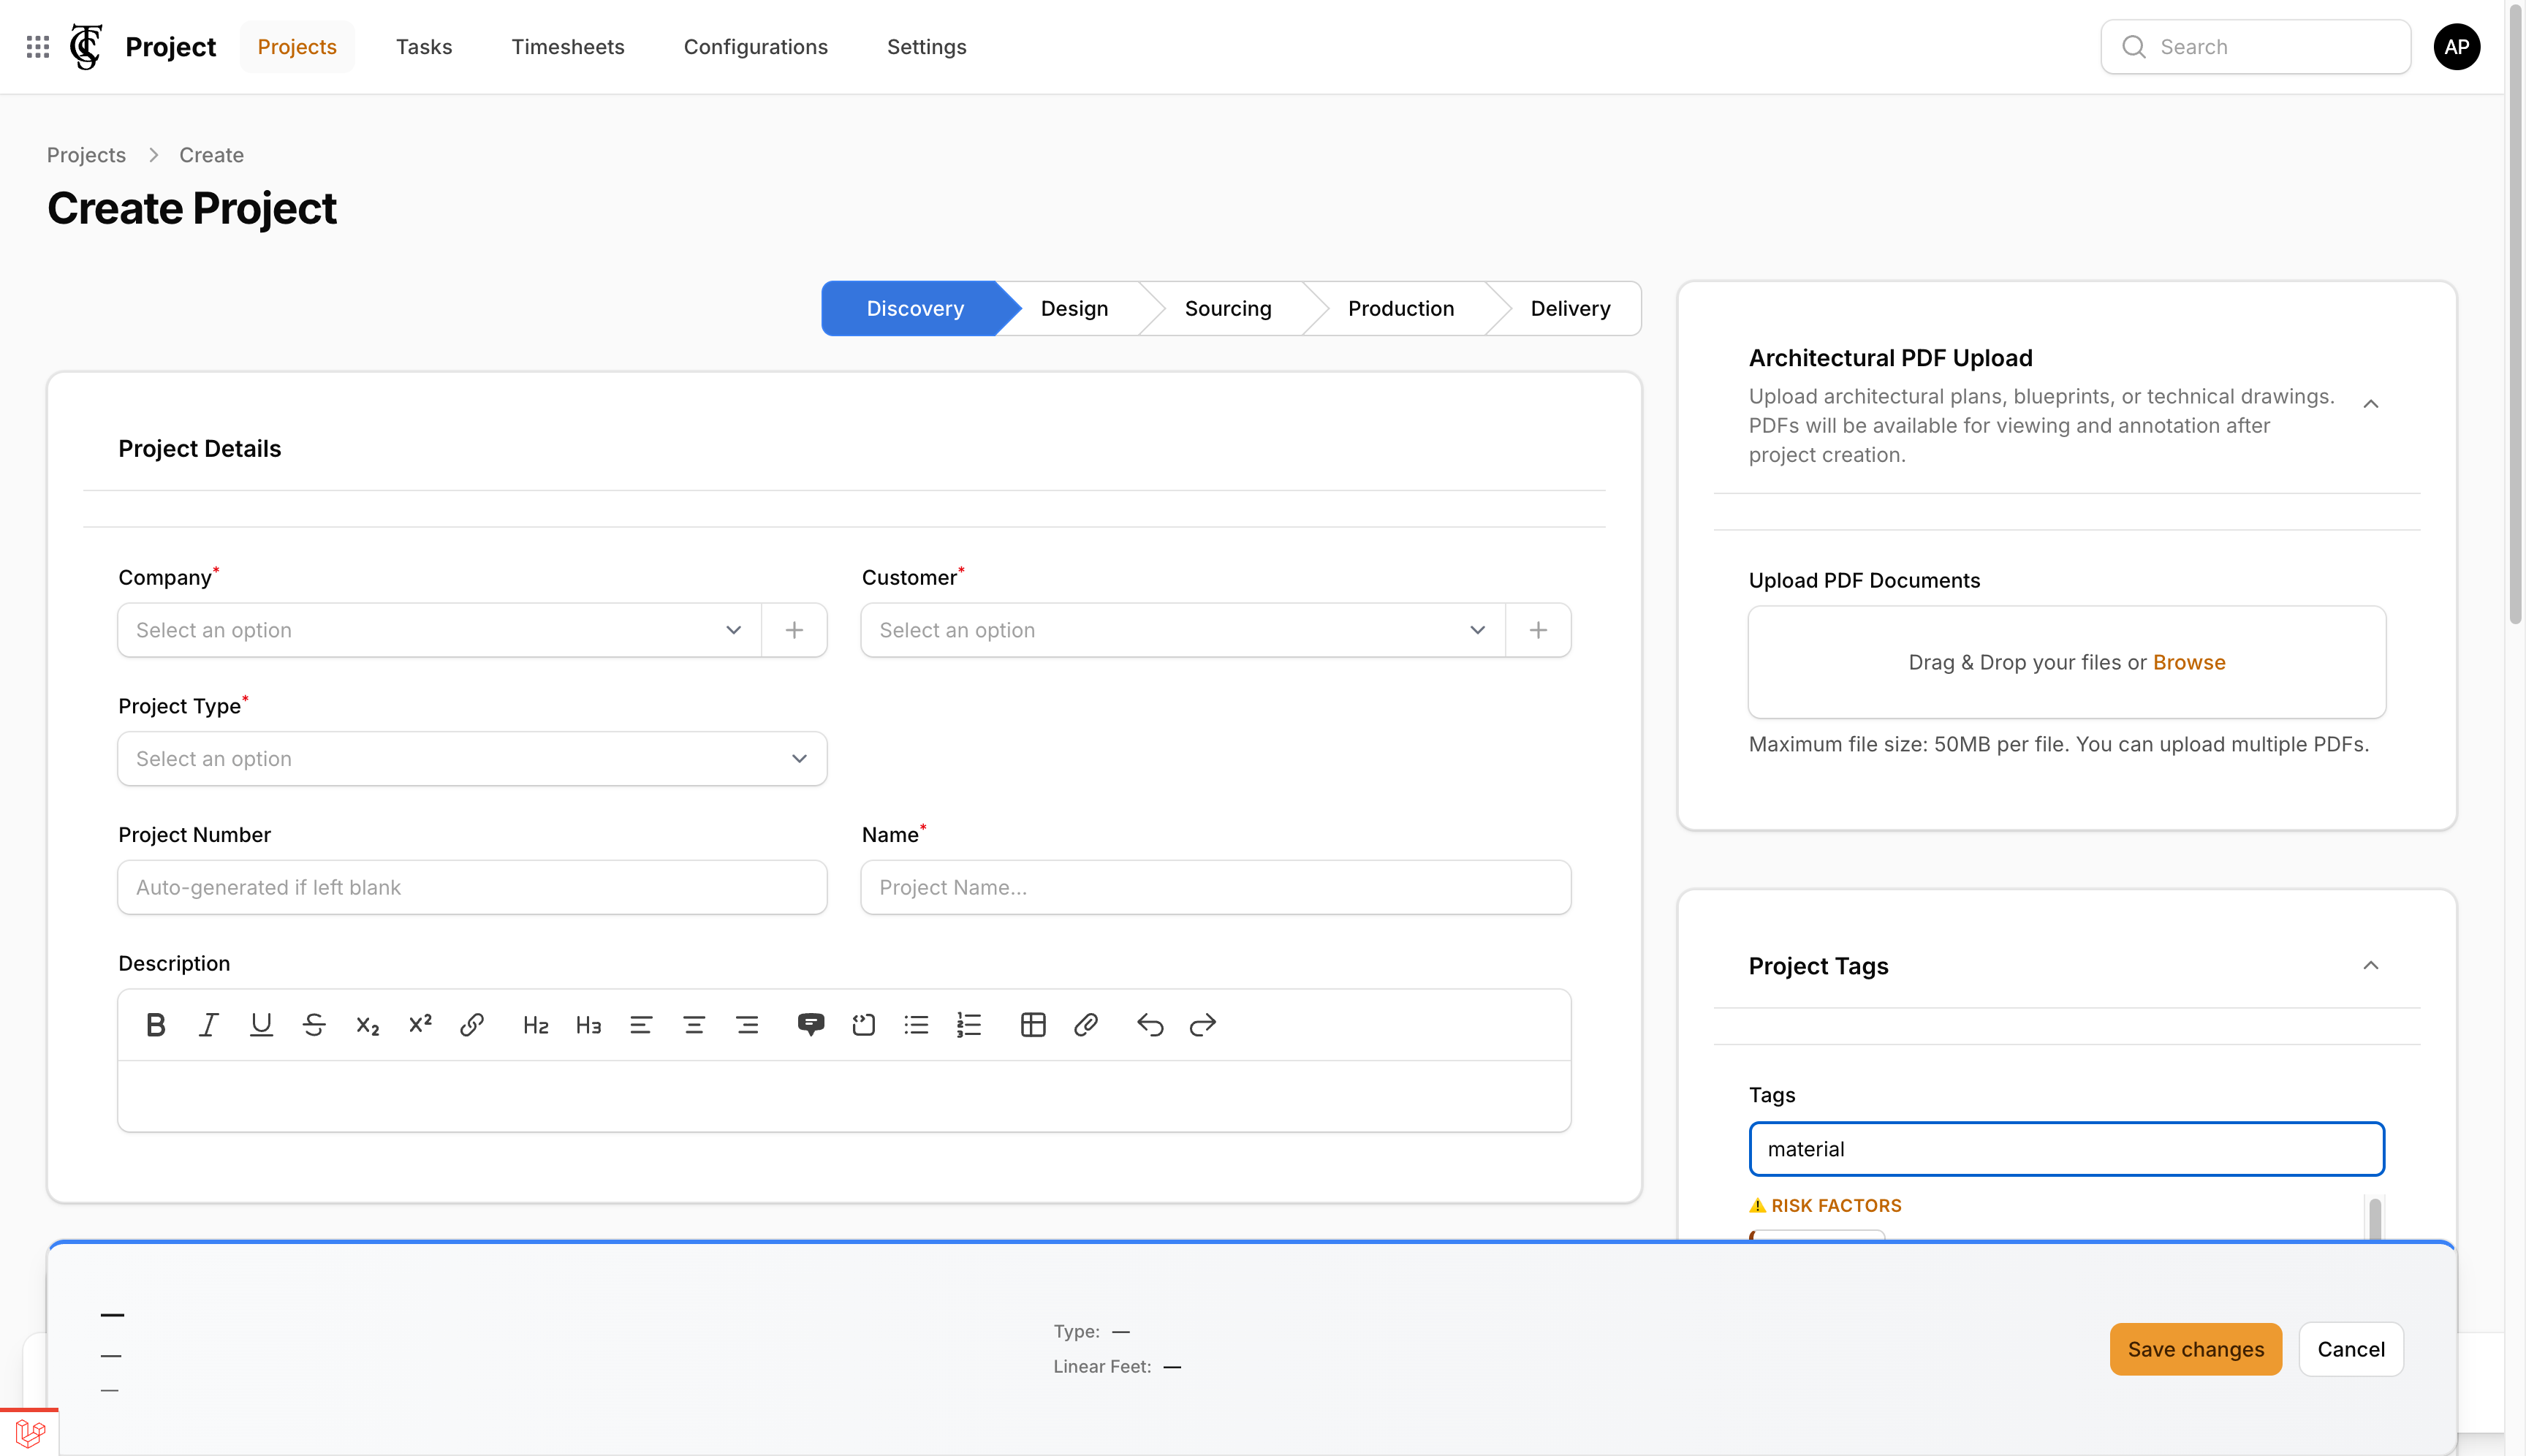 Project
Projects
Tasks
Timesheets
Configurations
Settings
Search
AP
Projects
Create
Create Project
Discovery
Design
Sourcing
Production
Delivery
Project Details
Company*
Customer*
Select an option
Select an option
Project Type*
Select an option
Project Number
Name*
Auto-generated if left blank
Project Name...
Description
B I U S x₂ x² H2 H3
Architectural PDF Upload
Upload architectural plans, blueprints, or technical drawings.
PDFs will be available for viewing and annotation after
project creation.
Upload PDF Documents
Drag & Drop your files or Browse
Maximum file size: 50MB per file. You can upload multiple PDFs.
Project Tags
Tags
material
⚠️ RISK FACTORS
—
—
—
Type: —
Linear Feet: —
Save changes
Cancel